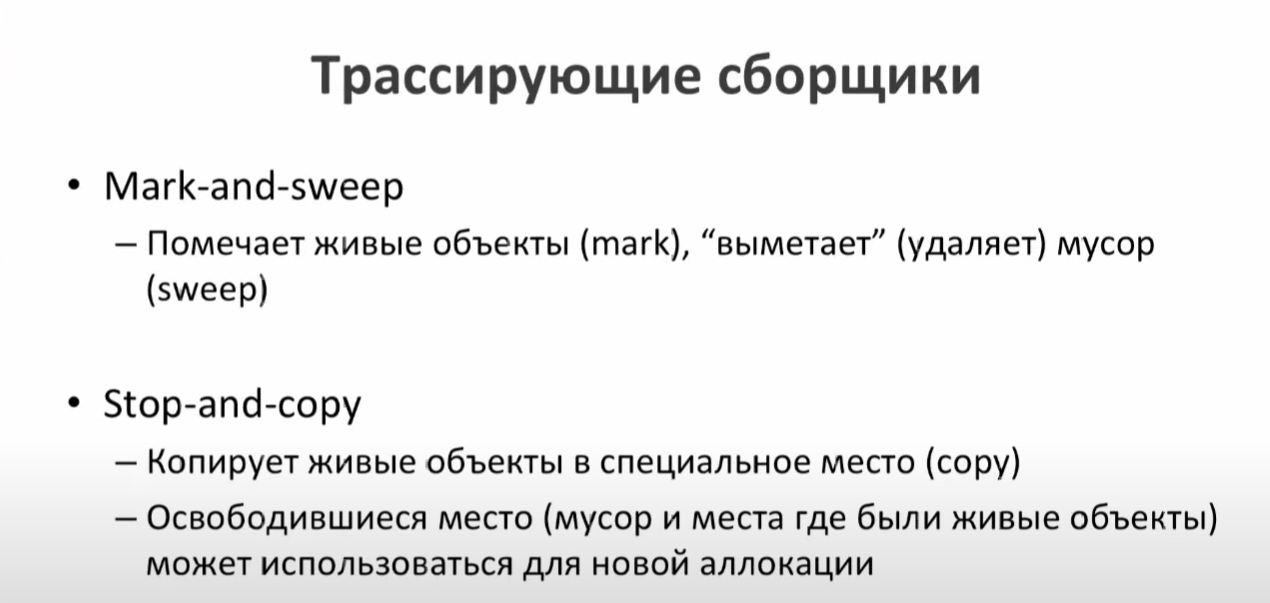 Трассирующие сборщики
• Mark-and-sweep
– Помечает живые объекты (mark), “выметает” (удаляет) мусор
(sweep)
• Stop-and-copy
– Копирует живые объекты в специальное место (copy)
– Освободившиеся место (мусор и места где были живые объекты)
может использоваться для новой аллокации